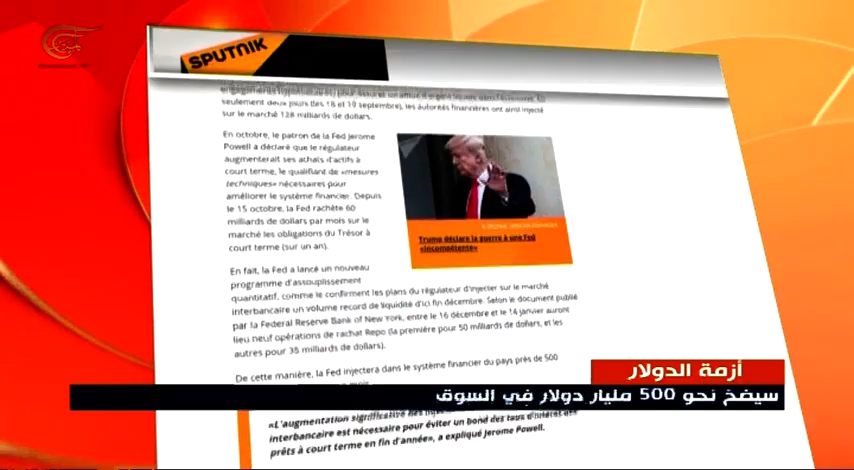 SPUTNIK
seulement deux jours (les 18 et 19 septembre), les autorités financières ont ainsi injecté
sur le marché 128 milliards de dollars.
En octobre, le patron de la Fed Jerome
Powell a déclaré que le régulateur
augmenterait ses achats d'actifs à
court terme, le qualifiant de «mesures
techniques» nécessaires pour
améliorer le système financier. Depuis
le 15 octobre, la Fed rachète 60
milliards de dollars par mois sur le
marché les obligations du Trésor à
court terme (sur un an).
Trump déclare la guerre à une Fed
«incompétente»
En fait, la Fed a lancé un nouveau
programme d'assouplissement
quantitatif, comme le confirment les plans du régulateur d'injecter sur le marché
interbancaire un volume record de liquidité d'ici fin décembre. Selon le document publié
par la Federal Reserve Bank of New York, entre le 16 décembre et le 14 janvier auront
lieu neuf opérations de rachat Repo (la première pour 50 milliards de dollars, et les
autres pour 35 milliards de dollars).
De cette manière, la Fed injectera dans le système financier du pays près de 500
أزمة الدولار
سيضخ نحو 500 مليار دولار في السوق
«L'augmentation significative des
interbancaire est nécessaire pour éviter un bond des taux d'intérêt des
prêts à court terme en fin d'année», a expliqué Jerome Powell.